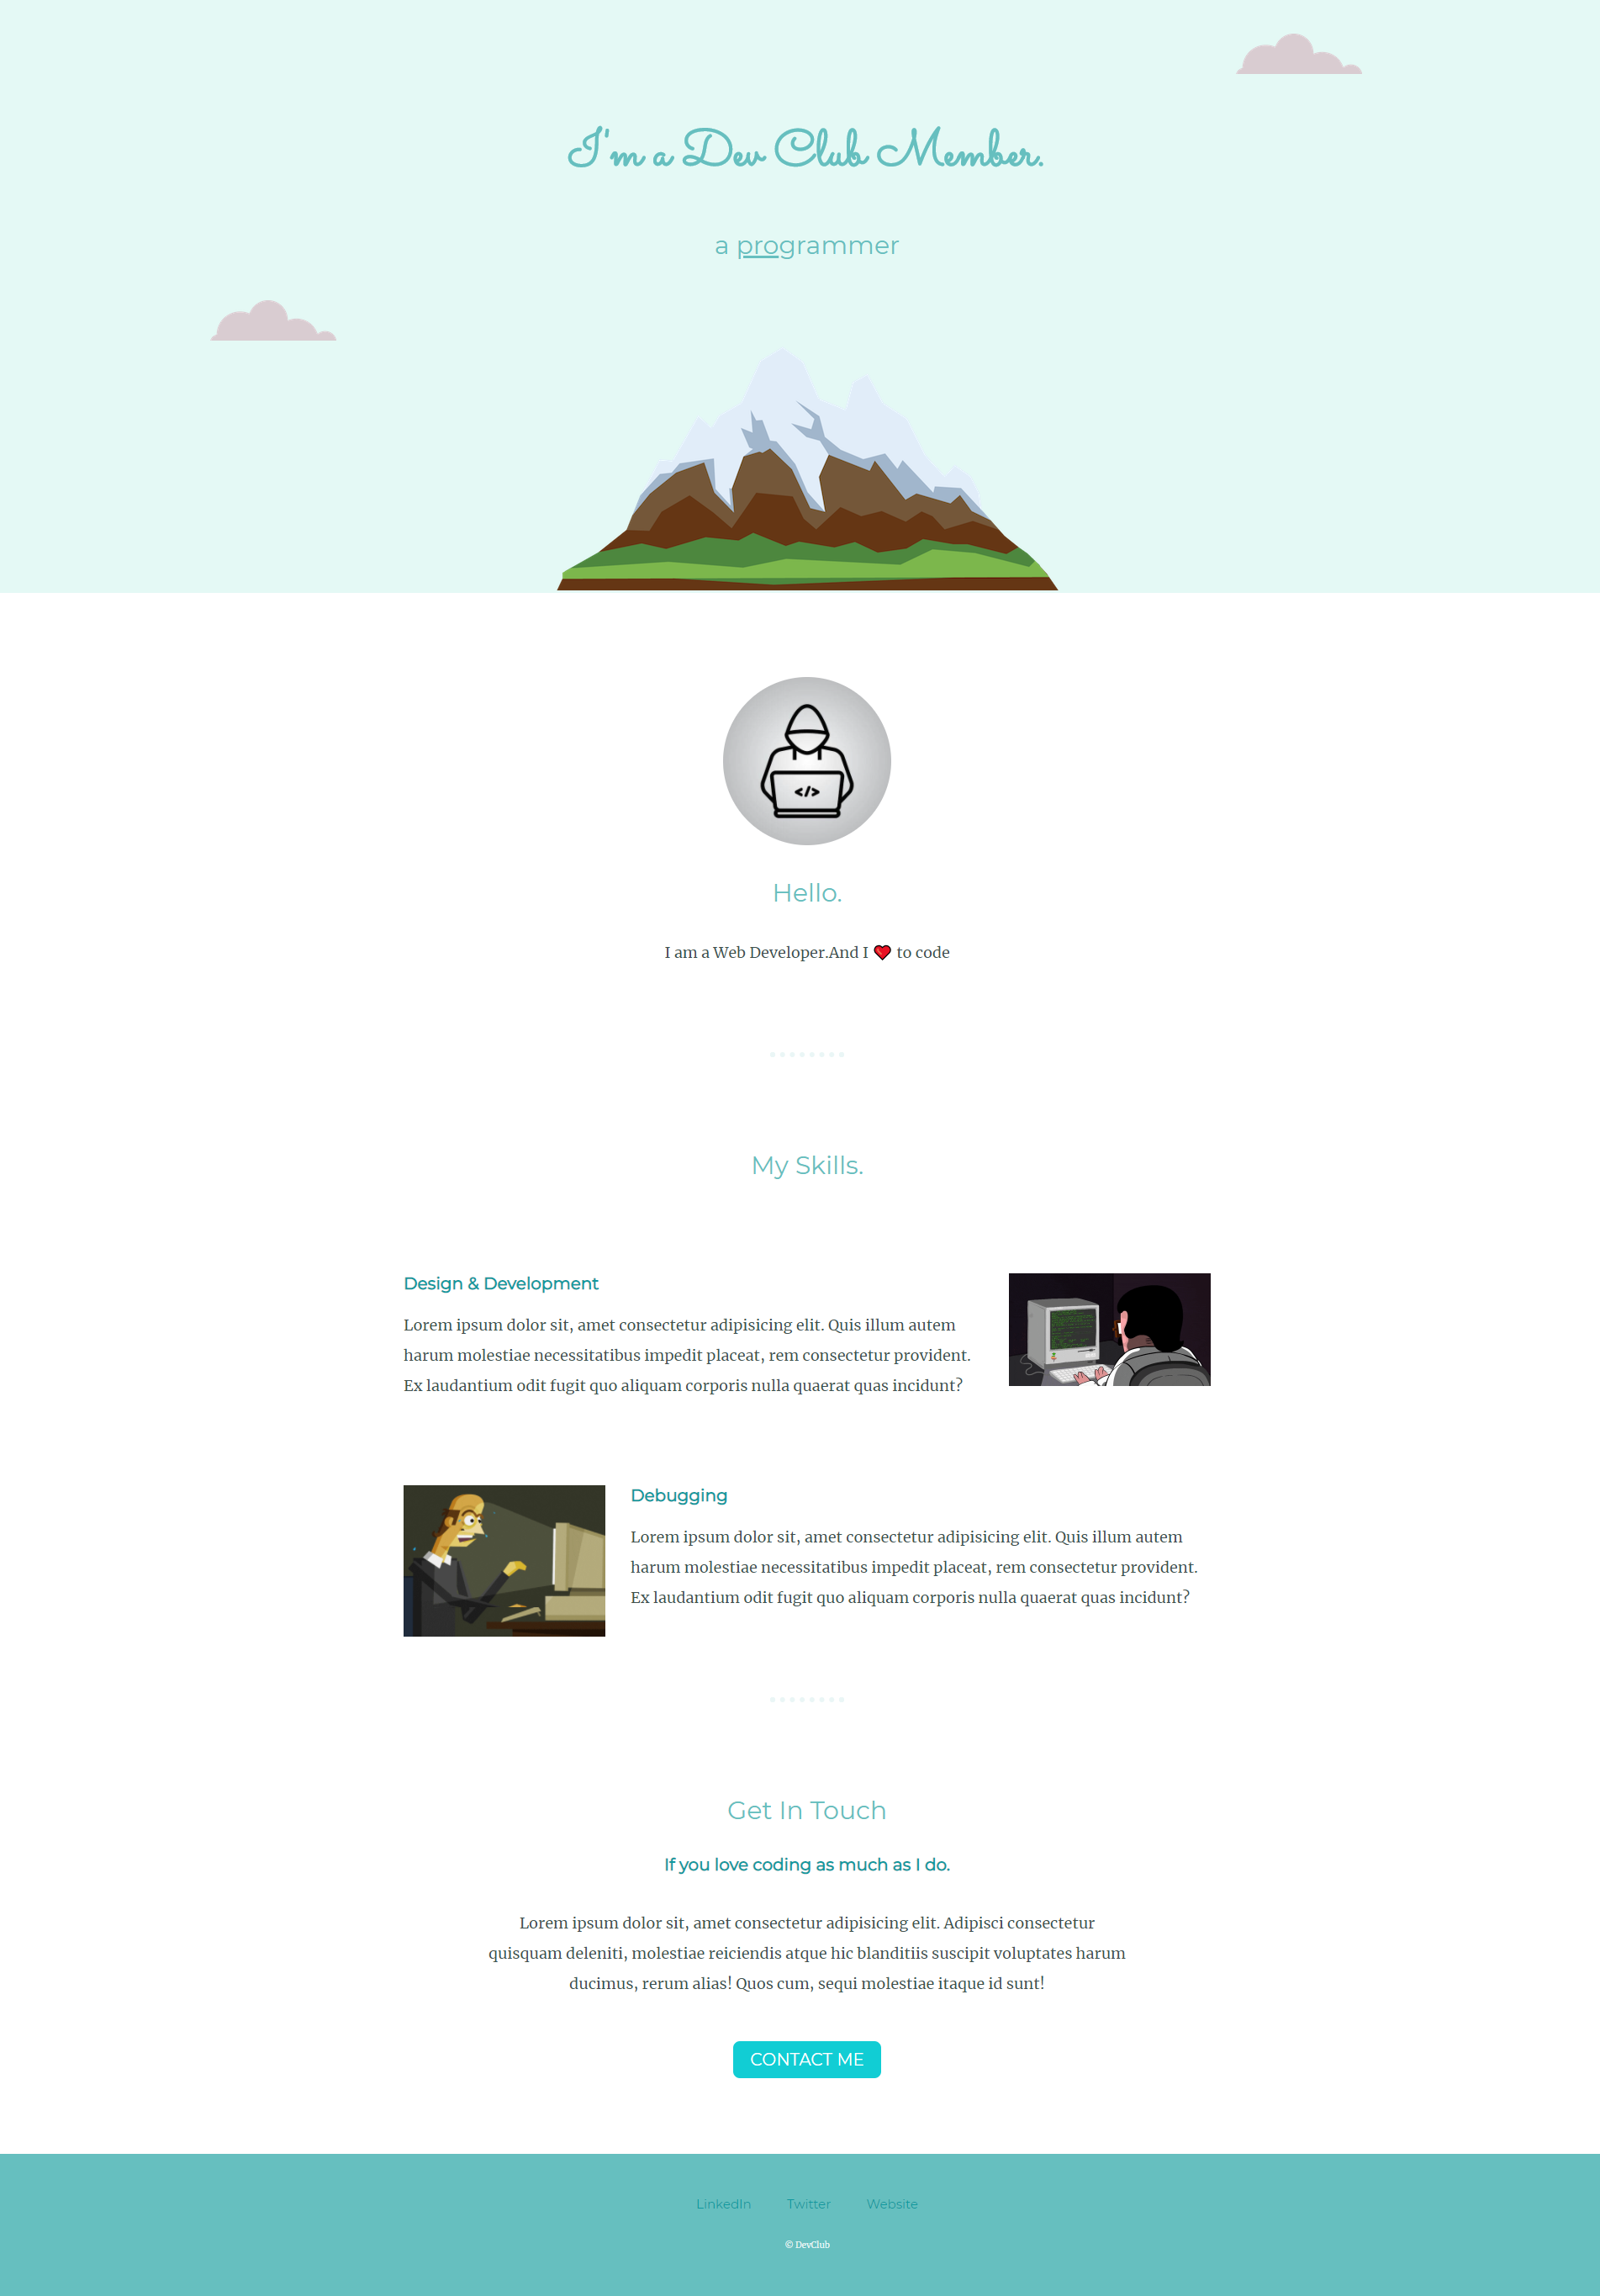 I'm a Dev Club Member.
a programmer
</>
Hello.
I am a Web Developer.And I ❤ to code
My Skills.
Design & Development
Lorem ipsum dolor sit, amet consectetur adipisicing elit. Quis illum autem
harum molestiae necessitatibus impedit placeat, rem consectetur provident.
Ex laudantium odit fugit quo aliquam corporis nulla quaerat quas incidunt?
Debugging
Lorem ipsum dolor sit, amet consectetur adipisicing elit. Quis illum autem
harum molestiae necessitatibus impedit placeat, rem consectetur provident.
Ex laudantium odit fugit quo aliquam corporis nulla quaerat quas incidunt?
Get In Touch
If you love coding as much as I do.
Lorem ipsum dolor sit, amet consectetur adipisicing elit. Adipisci consectetur
quisquam deleniti, molestiae reiciendis atque hic blanditiis suscipit voluptates harum
ducimus, rerum alias! Quos cum, sequi molestiae itaque id sunt!
CONTACT ME
LinkedIn Twitter Website
© DevClub